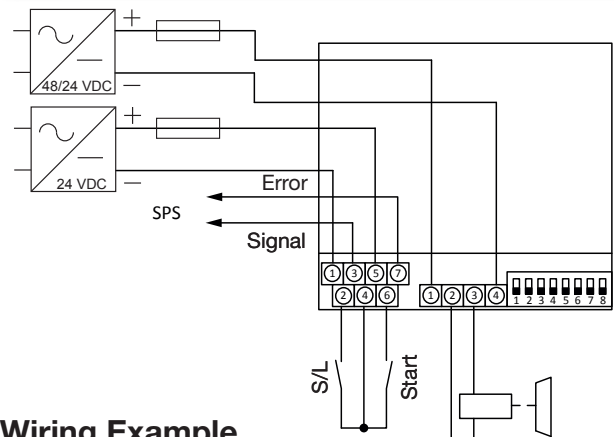 +
48/24 VDC
—
+
24 VDC
—
Error
SPS
Signal
1 3 5 7
2 4 6
1 2 3 4
1 2 3 4 5 6 7 8
S/L
Start
Wiring Example